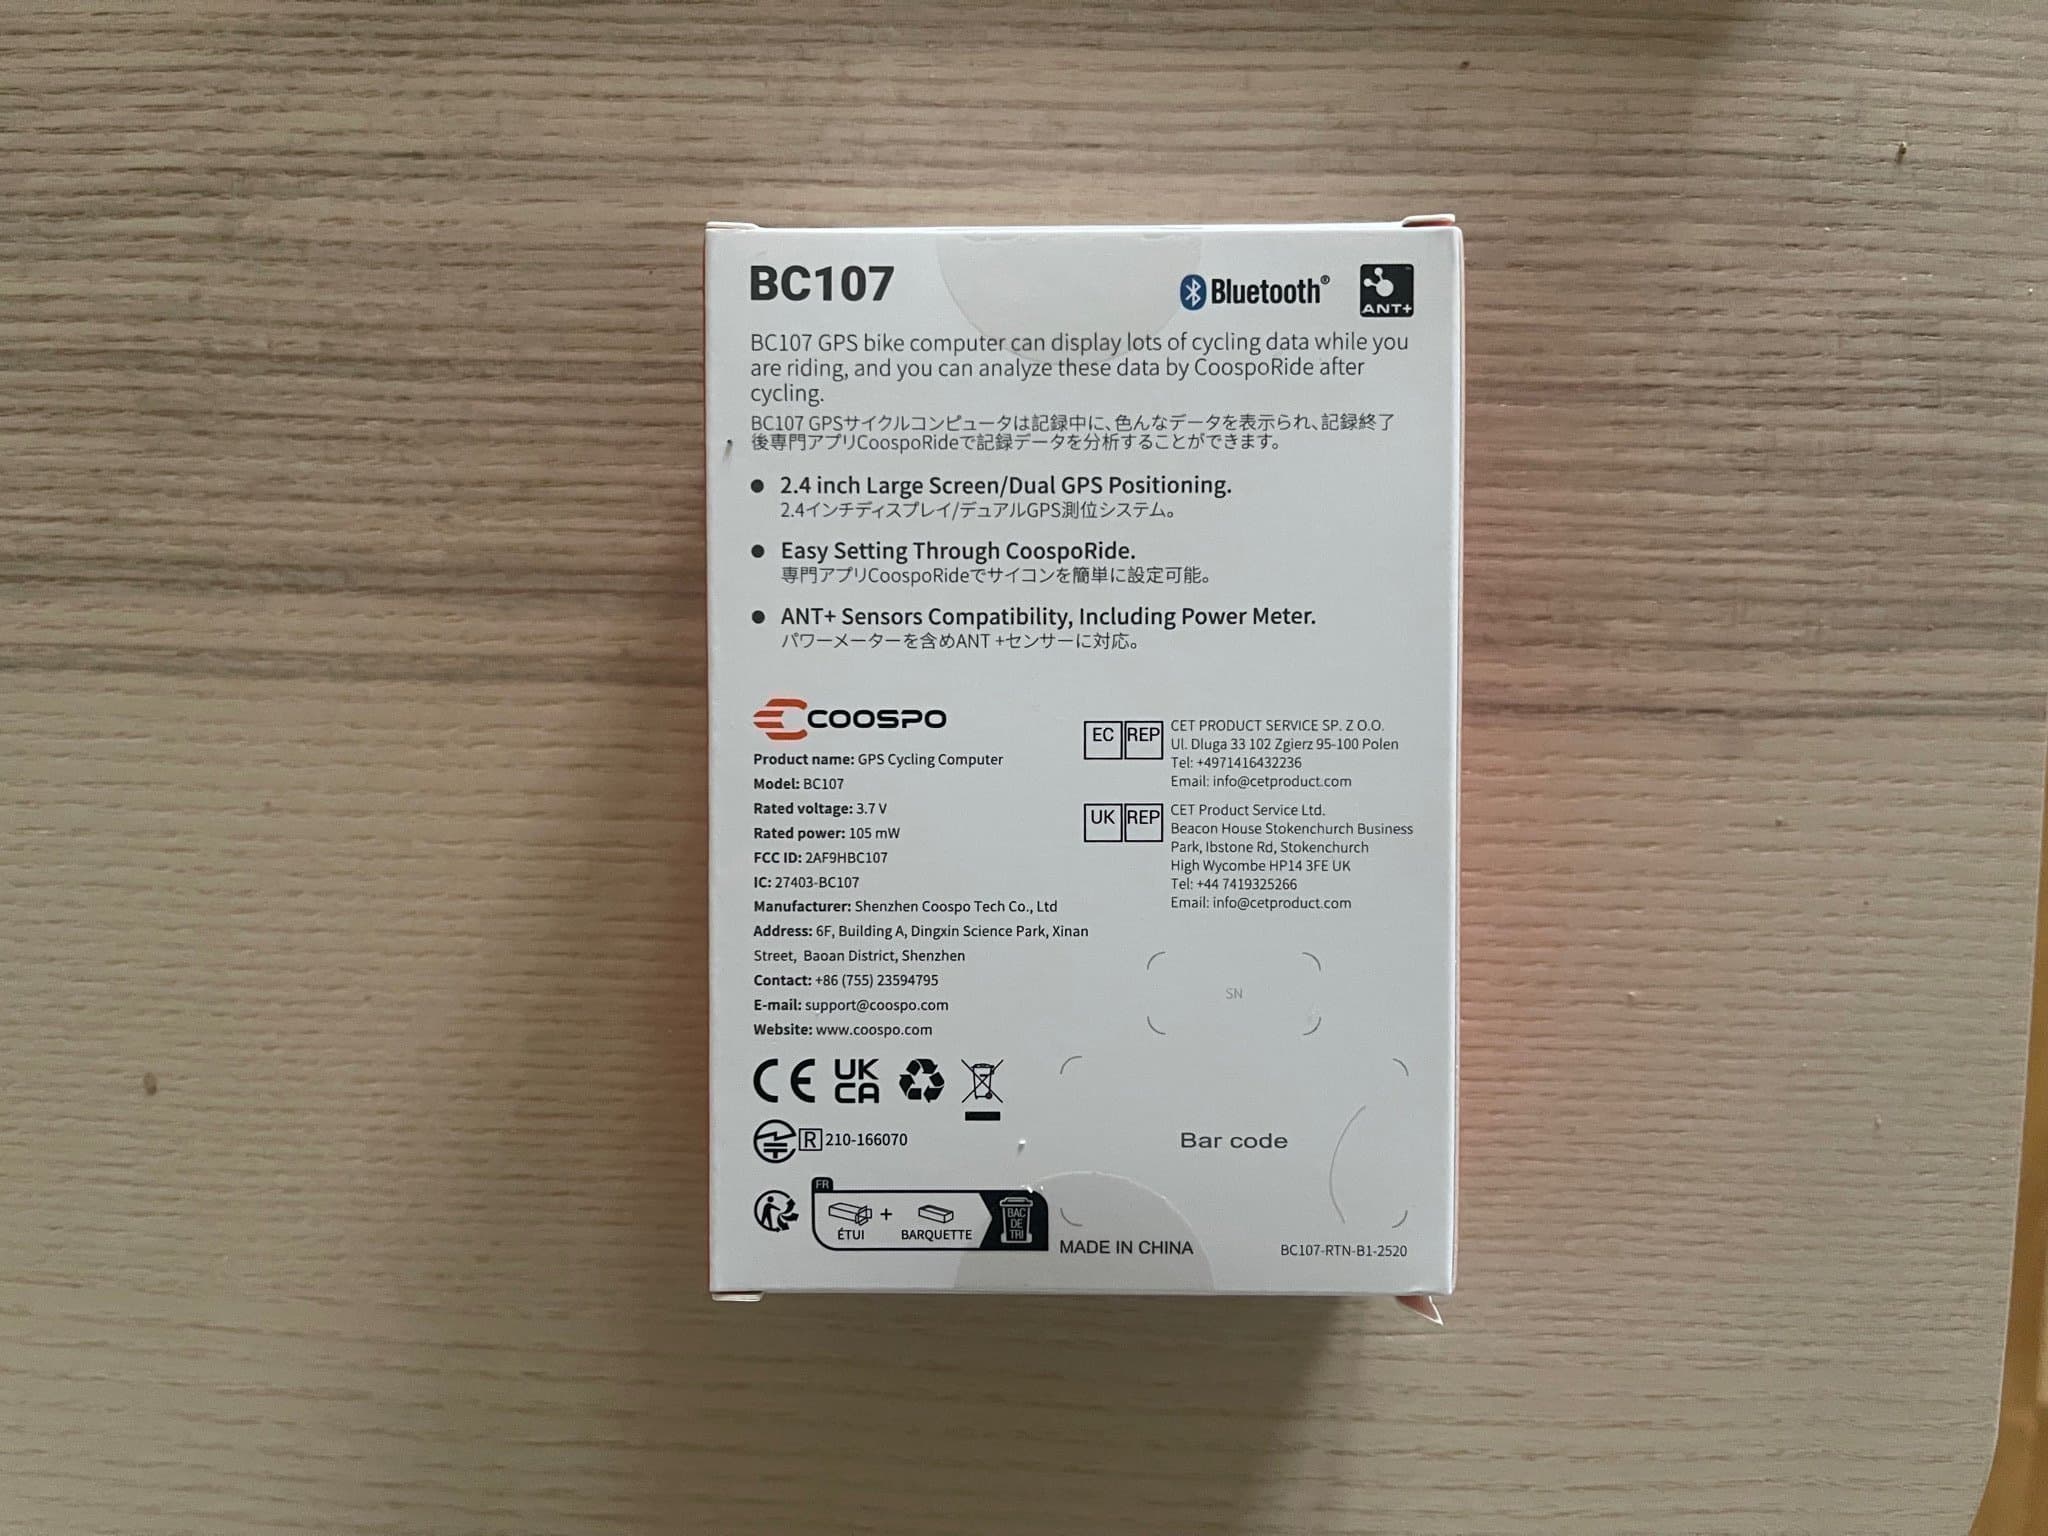 BC107
Bluetooth®
ANT+
BC107 GPS bike computer can display lots of cycling data while you
are riding, and you can analyze these data by CoospoRide after
cycling.
BC107 GPSサイクルコンピュータは記録中に、色んなデータを表示られ、記録終了
後専門アプリCoospoRideで記録データを分析することができます。
● 2.4 inch Large Screen/Dual GPS Positioning.
2.4インチディスプレイ/デュアルGPS測位システム。
● Easy Setting Through CoospoRide.
専門アプリCoospoRideでサイコンを簡単に設定可能。
● ANT+ Sensors Compatibility, Including Power Meter.
パワーメーターを含めANT +センサーに対応。
COOSPO
Product name: GPS Cycling Computer
Model: BC107
Rated voltage: 3.7 V
Rated power: 105 mW
FCC ID: 2AF9HBC107
IC: 27403-BC107
Manufacturer: Shenzhen Coospo Tech Co., Ltd
Address: 6F, Building A, Dingxin Science Park, Xinan
Street, Baoan District, Shenzhen
Contact: +86 (755) 23594795
E-mail: support@coospo.com
Website: www.coospo.com
EC REP
CET PRODUCT SERVICE SP. Z O.O.
Ul. Dluga 33 102 Zgierz 95-100 Polen
Tel: +4971416432236
Email: info@cetproduct.com
UK REP
CET Product Service Ltd.
Beacon House Stokenchurch Business
Park, Ibstone Rd, Stokenchurch
High Wycombe HP14 3FE UK
Tel: +44 7419325266
Email: info@cetproduct.com
SN
CE
UK
CA
R 210-166070
Bar code
FR
ÉTUI
+
BARQUETTE
BAC
DE
TRI
MADE IN CHINA
BC107-RTN-B1-2520